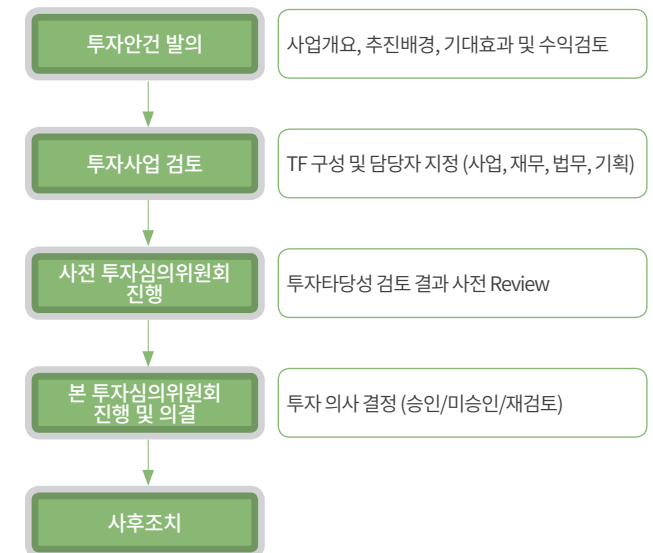 투자안건 발의
사업개요, 추진배경, 기대효과 및 수익검토
투자사업 검토
TF 구성 및 담당자 지정 (사업, 재무, 법무, 기획)
사전 투자심의위원회
진행
투자타당성 검토 결과 사전 Review
본 투자심의위원회
진행 및 의결
투자 의사 결정 (승인/미승인/재검토)
사후조치